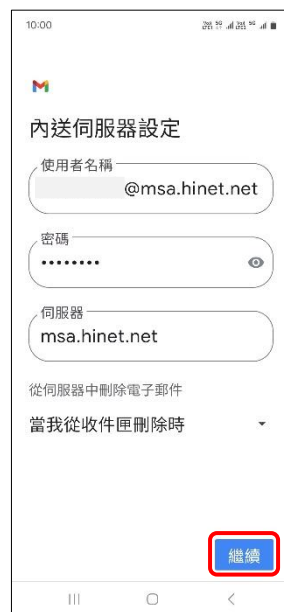 10:00
內送伺服器設定
使用者名稱
@msa.hinet.net
密碼
••••••••
伺服器
msa.hinet.net
從伺服器中刪除電子郵件
當我從收件匣刪除時
繼續